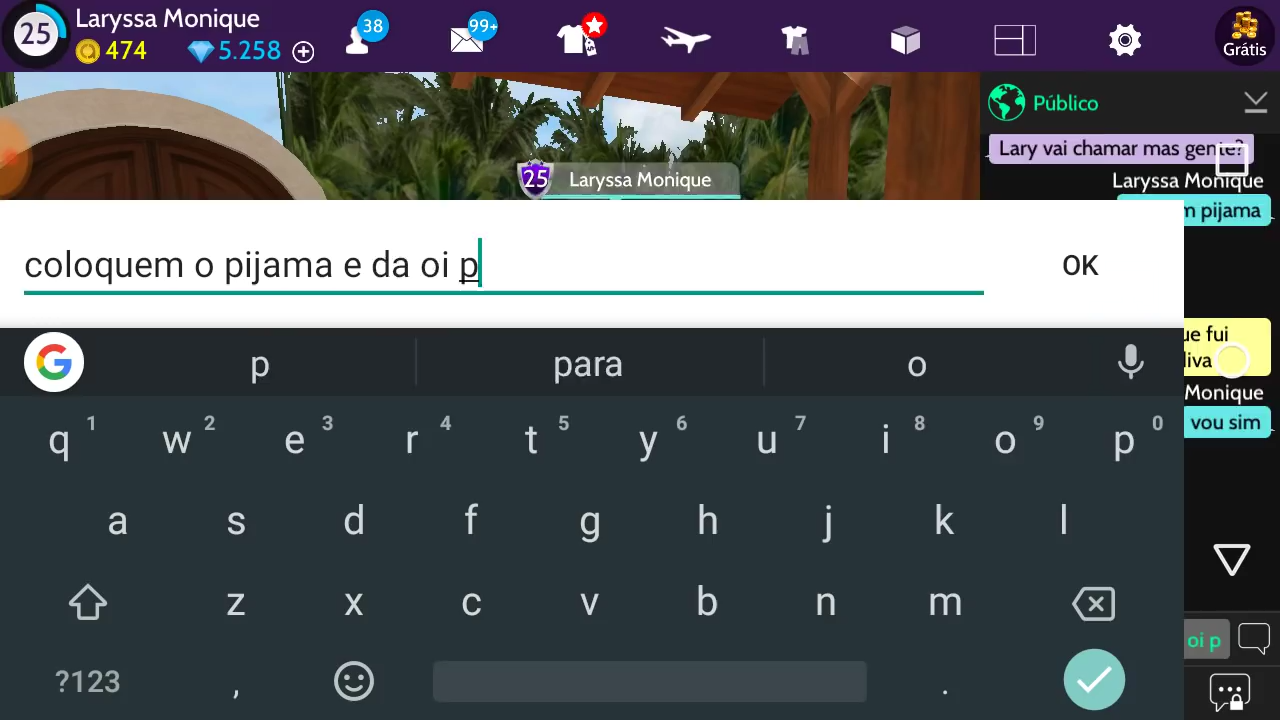 25
Laryssa Monique
474
5.258
38
99+
Grátis
Público
Lary vai chamar mas gente?
25 Laryssa Monique
Laryssa Monique
m pijama
coloquem o pijama e da oi p
OK
ue fui
liva
Monique
vou sim
p para o
q 1 w 2 e 3 r 4 t 5 y 6 u 7 i 8 o 9 p 0
a s d f g h j k l
z x c v b n m
oi p
?123 , .